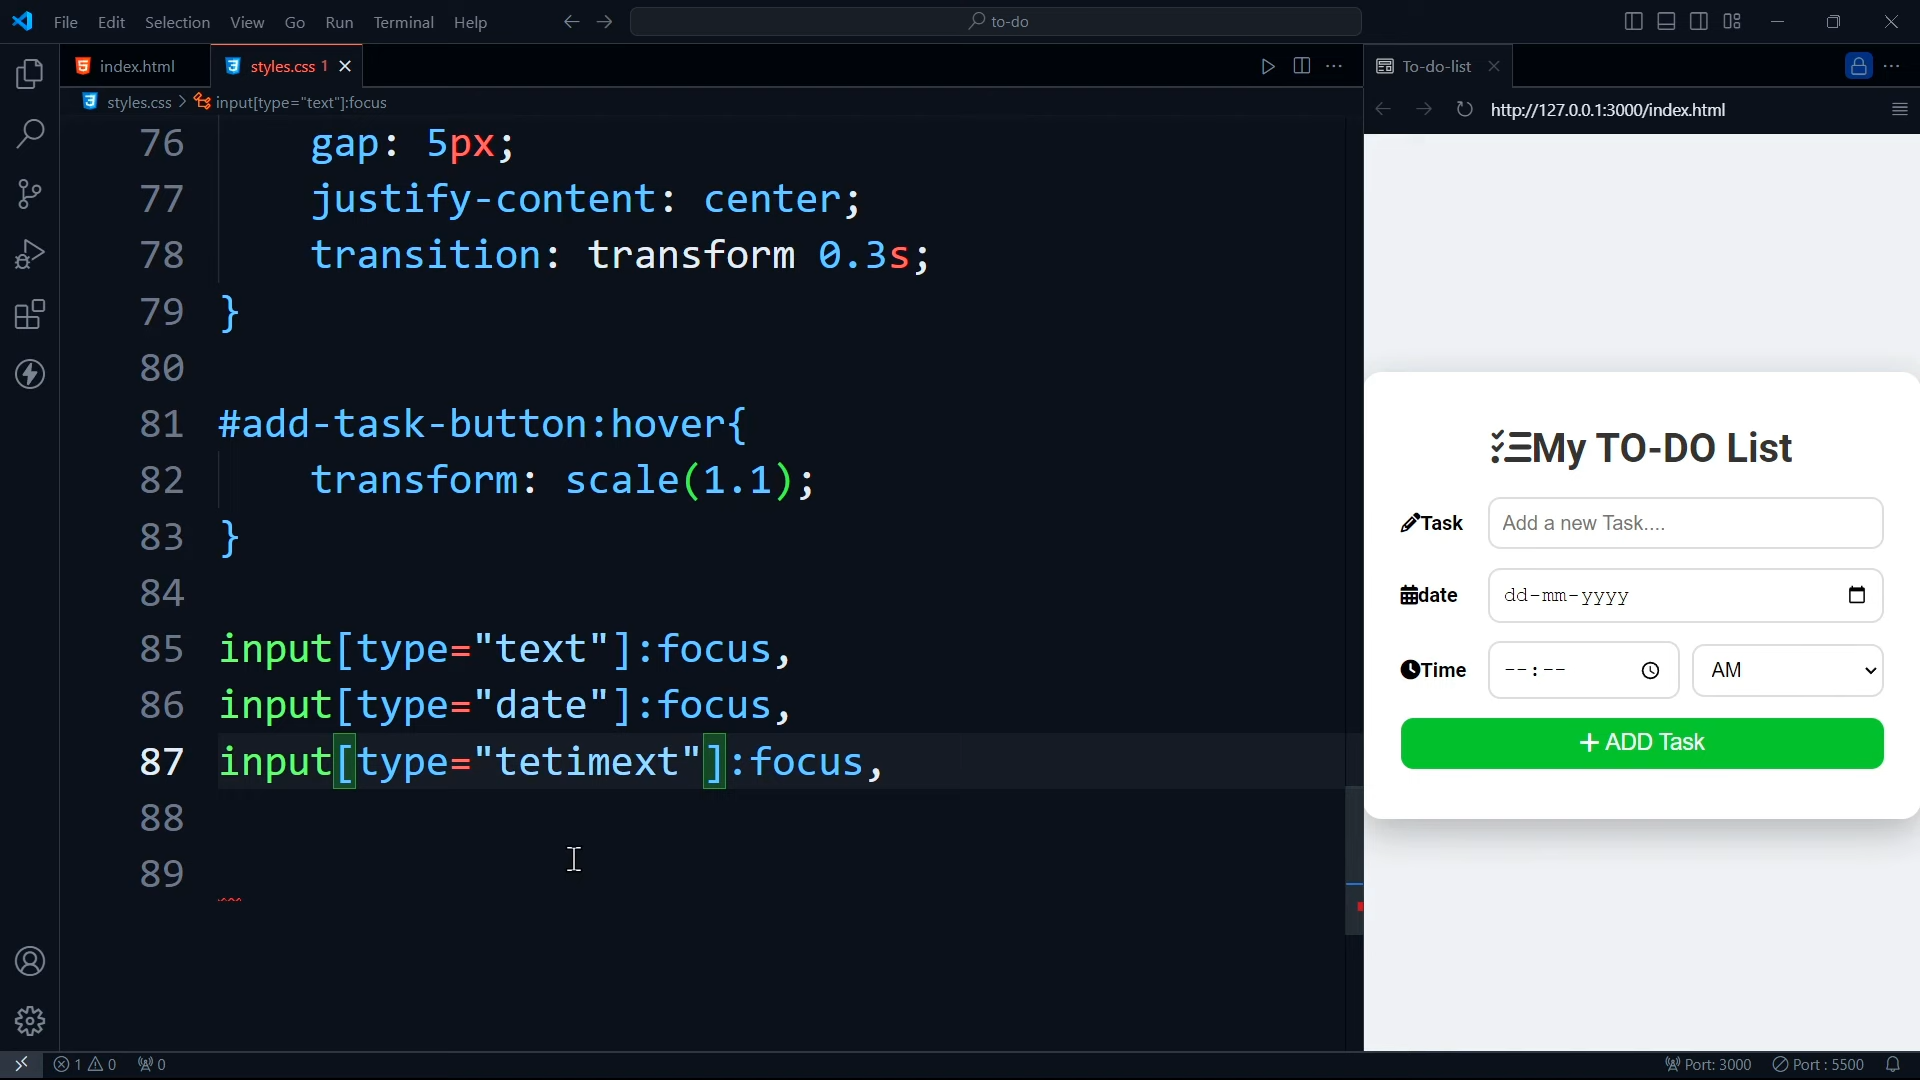 File Edit Selection View Go Run Terminal Help
to-do
index.html
styles.css 1
To-do-list
styles.css > input[type="text"]:focus
http://127.0.0.1:3000/index.html
76 gap: 5px;
77 justify-content: center;
78 transition: transform 0.3s;
79 }
80
81 #add-task-button:hover{
82 transform: scale(1.1);
83 }
84
85 input[type="text"]:focus,
86 input[type="date"]:focus,
87 input[type="tetimext"]:focus,
88
89
My TO-DO List
Task
Add a new Task....
date
dd-mm-yyyy
Time
--:--
AM
+ ADD Task
1 0 0
Port: 3000
Port : 5500